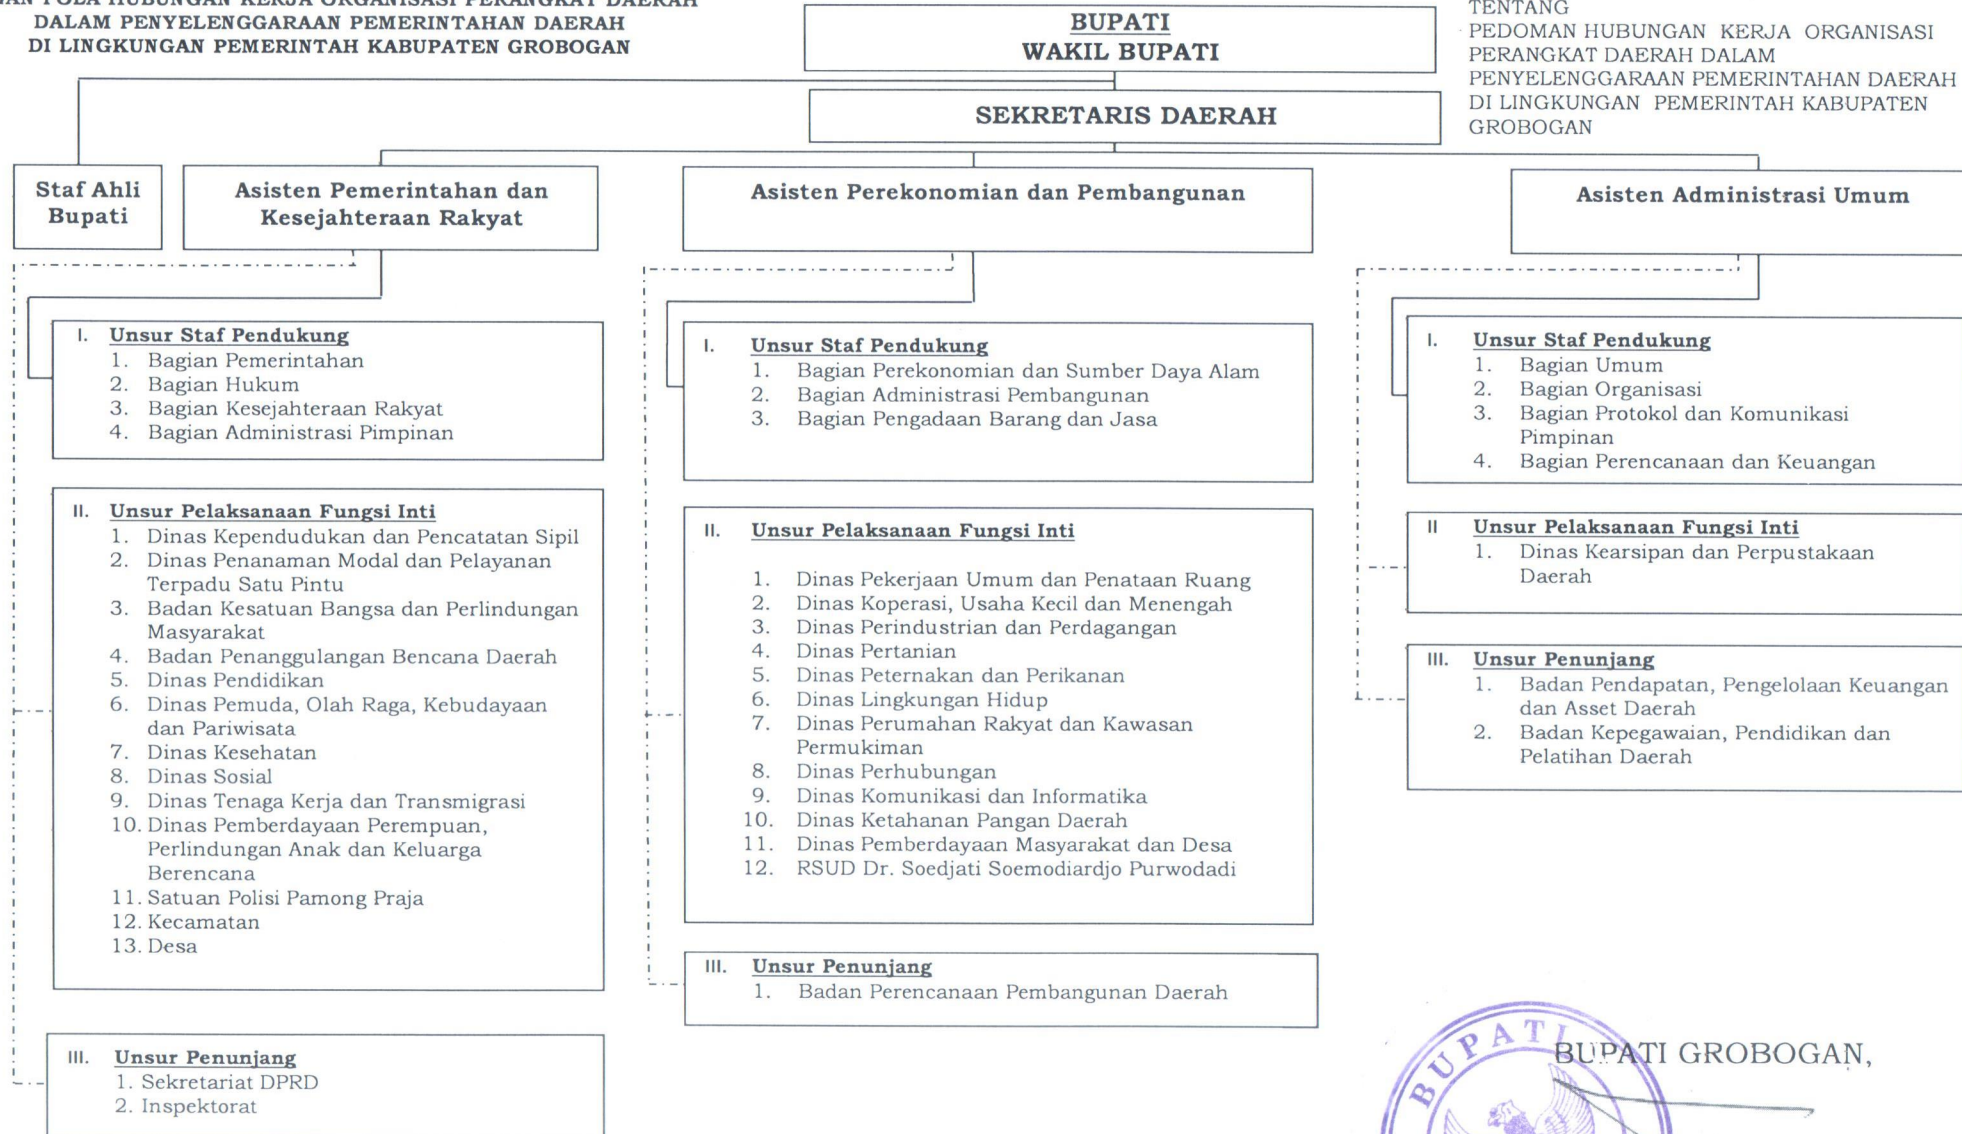 POLA HUBUNGAN KERJA ORGANISASI PERANGKAT DAERAH
DALAM PENYELENGGARAAN PEMERINTAHAN DAERAH
DI LINGKUNGAN PEMERINTAH KABUPATEN GROBOGAN
BUPATI
WAKIL BUPATI
TENTANG
PEDOMAN HUBUNGAN KERJA ORGANISASI
PERANGKAT DAERAH DALAM
PENYELENGGARAAN PEMERINTAHAN DAERAH
DI LINGKUNGAN PEMERINTAH KABUPATEN
GROBOGAN
SEKRETARIS DAERAH
Staf Ahli
Bupati
Asisten Pemerintahan dan
Kesejahteraan Rakyat
Asisten Perekonomian dan Pembangunan
Asisten Administrasi Umum
I. Unsur Staf Pendukung
1. Bagian Pemerintahan
2. Bagian Hukum
3. Bagian Kesejahteraan Rakyat
4. Bagian Administrasi Pimpinan
II. Unsur Pelaksanaan Fungsi Inti
1. Dinas Kependudukan dan Pencatatan Sipil
2. Dinas Penanaman Modal dan Pelayanan
Terpadu Satu Pintu
3. Badan Kesatuan Bangsa dan Perlindungan
Masyarakat
4. Badan Penanggulangan Bencana Daerah
5. Dinas Pendidikan
6. Dinas Pemuda, Olah Raga, Kebudayaan
dan Pariwisata
7. Dinas Kesehatan
8. Dinas Sosial
9. Dinas Tenaga Kerja dan Transmigrasi
10. Dinas Pemberdayaan Perempuan,
Perlindungan Anak dan Keluarga
Berencana
11. Satuan Polisi Pamong Praja
12. Kecamatan
13. Desa
III. Unsur Penunjang
1. Sekretariat DPRD
2. Inspektorat
I. Unsur Staf Pendukung
1. Bagian Perekonomian dan Sumber Daya Alam
2. Bagian Administrasi Pembangunan
3. Bagian Pengadaan Barang dan Jasa
II. Unsur Pelaksanaan Fungsi Inti
1. Dinas Pekerjaan Umum dan Penataan Ruang
2. Dinas Koperasi, Usaha Kecil dan Menengah
3. Dinas Perindustrian dan Perdagangan
4. Dinas Pertanian
5. Dinas Peternakan dan Perikanan
6. Dinas Lingkungan Hidup
7. Dinas Perumahan Rakyat dan Kawasan
Permukiman
8. Dinas Perhubungan
9. Dinas Komunikasi dan Informatika
10. Dinas Ketahanan Pangan Daerah
11. Dinas Pemberdayaan Masyarakat dan Desa
12. RSUD Dr. Soedjati Soemodiardjo Purwodadi
III. Unsur Penunjang
1. Badan Perencanaan Pembangunan Daerah
I. Unsur Staf Pendukung
1. Bagian Umum
2. Bagian Organisasi
3. Bagian Protokol dan Komunikasi
Pimpinan
4. Bagian Perencanaan dan Keuangan
II Unsur Pelaksanaan Fungsi Inti
1. Dinas Kearsipan dan Perpustakaan
Daerah
III. Unsur Penunjang
1. Badan Pendapatan, Pengelolaan Keuangan
dan Asset Daerah
2. Badan Kepegawaian, Pendidikan dan
Pelatihan Daerah
BUPATI
BUPATI GROBOGAN,